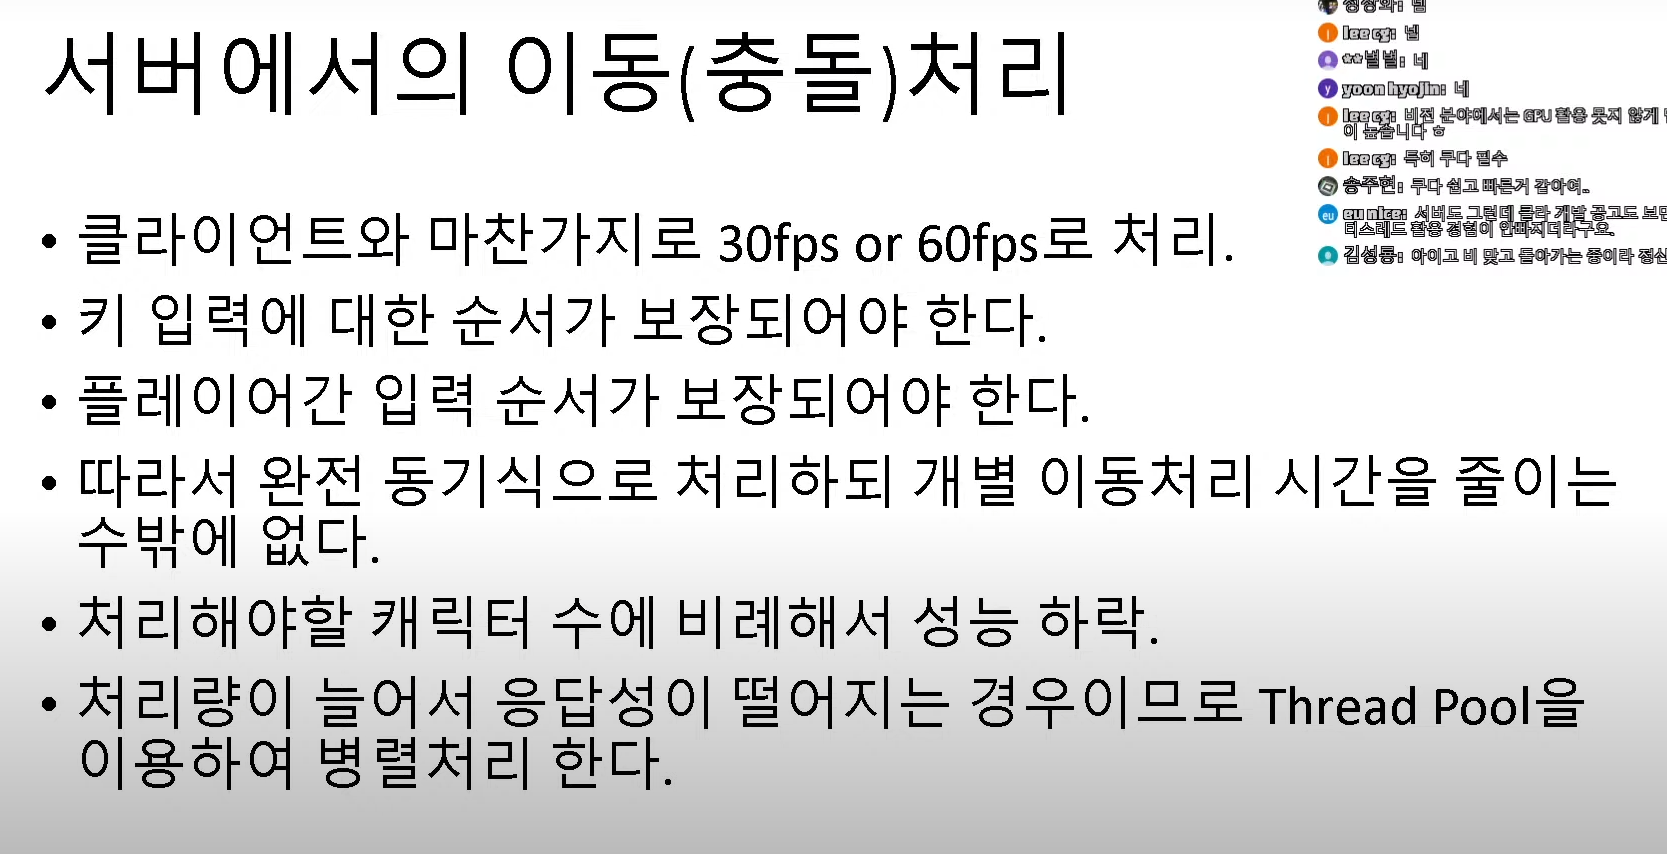 서버에서의 이동(충돌)처리
• 클라이언트와 마찬가지로 30fps or 60fps로 처리.
• 키 입력에 대한 순서가 보장되어야 한다.
• 플레이어간 입력 순서가 보장되어야 한다.
• 따라서 완전 동기식으로 처리하되 개별 이동처리 시간을 줄이는
수밖에 없다.
• 처리해야할 캐릭터 수에 비례해서 성능 하락.
• 처리량이 늘어서 응답성이 떨어지는 경우이므로 Thread Pool을
이용하여 병렬처리 한다.
넵
lee cg: 넵
**별별: 네
y yoon hyojin: 네
lee cg: 비전 분야에서는 GPU 활용 못지 않게
이 높습니다 ㅎ
lee cg: 특히 쿠다 필수
송주현: 쿠다 쉽고 빠른거 같아여..
eu eu nice: 서버도 그런데 클라 개발 공고도 보면
티스레드 활용 경험이 안빠지더라구요.
김성룡: 아이고 비 맞고 돌아가는 중이라 정신